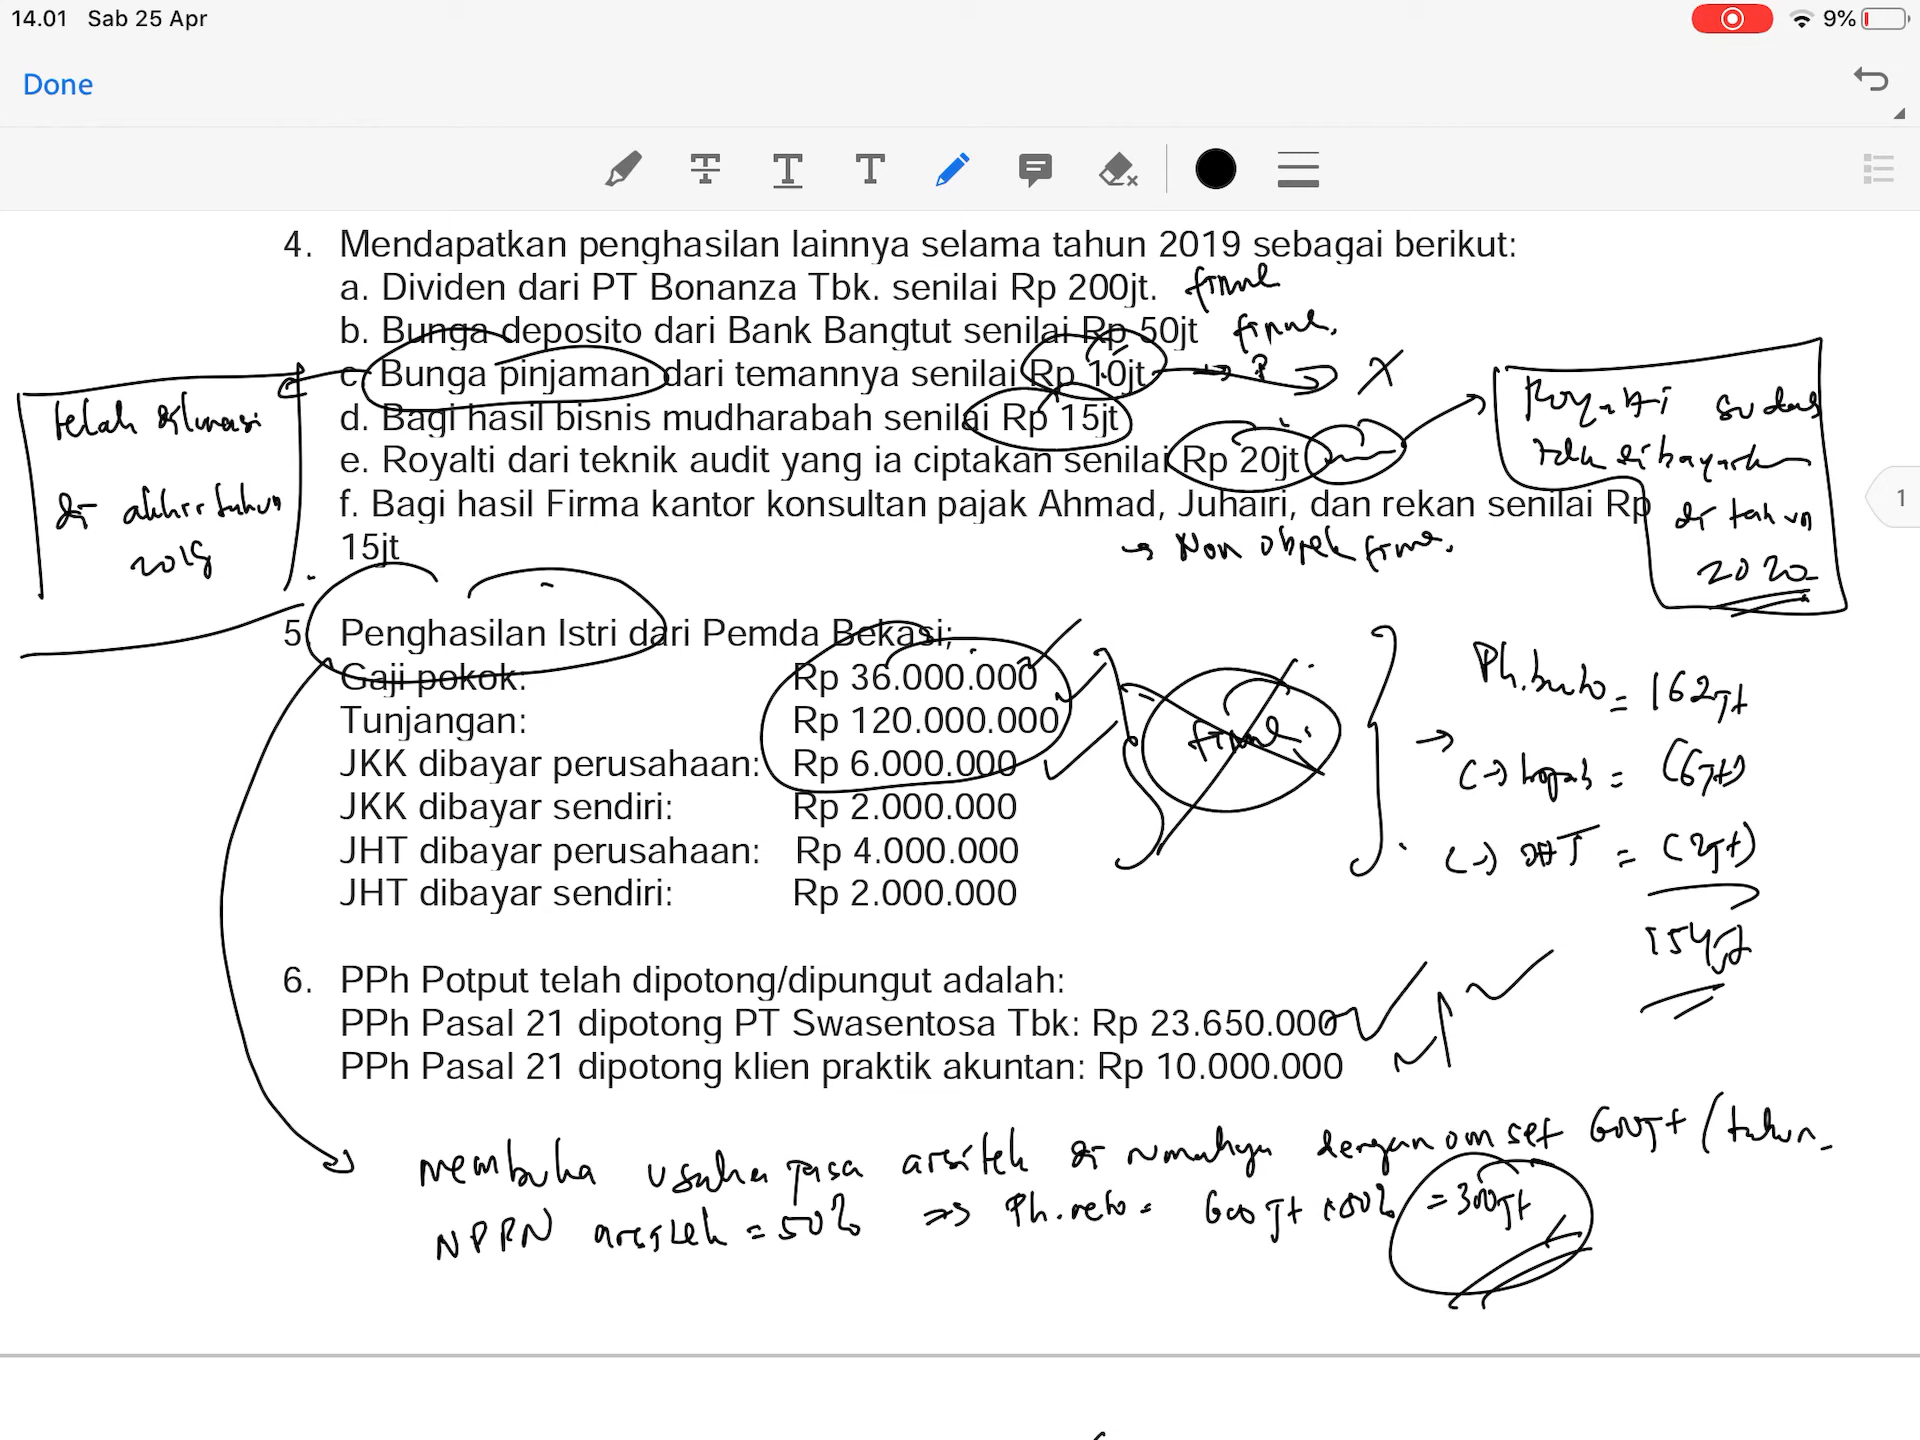 14.01 Sab 25 Apr
9%
Done
4. Mendapatkan penghasilan lainnya selama tahun 2019 sebagai berikut:
a. Dividen dari PT Bonanza Tbk. senilai Rp 200jt. final
b. Bunga deposito dari Bank Bangtut senilai Rp 50jt final.
c. Bunga pinjaman dari temannya senilai Rp 10jt → → X
d. Bagi hasil bisnis mudharabah senilai Rp 15jt
e. Royalti dari teknik audit yang ia ciptakan senilai Rp 20jt
f. Bagi hasil Firma kantor konsultan pajak Ahmad, Juhairi, dan rekan senilai Rp
15jt
→ Non objek firma.
telah dilunasi
di akhir tahun
Royalti sudah
dibayarkan
di tahun
2020
1
5. Penghasilan Istri dari Pemda Bekasi;
Gaji pokok: Rp 36.000.000
Tunjangan: Rp 120.000.000
JKK dibayar perusahaan: Rp 6.000.000
JKK dibayar sendiri: Rp 2.000.000
JHT dibayar perusahaan: Rp 4.000.000
JHT dibayar sendiri: Rp 2.000.000
final
Ph.bruto = 162jt
→ (-) = (6jt)
(-) JHT = (2jt)
154jt
6. PPh Potput telah dipotong/dipungut adalah:
PPh Pasal 21 dipotong PT Swasentosa Tbk: Rp 23.650.000
PPh Pasal 21 dipotong klien praktik akuntan: Rp 10.000.000
membuka usaha jasa arsitek di rumahnya dengan omset 600jt/tahun.
NPPN arsitek = 50% => Ph.neto = 600jt x 50% = 300jt